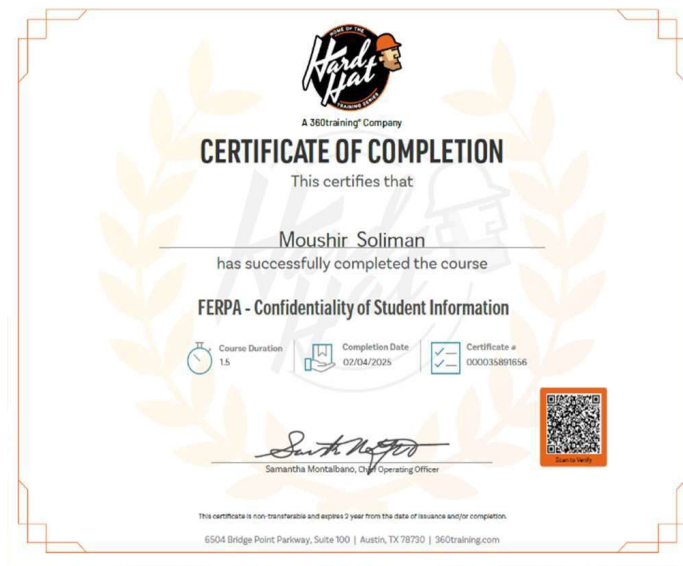 HOME OF THE
Hard
Hat
TRAINING SERIES
A 360training® Company
CERTIFICATE OF COMPLETION
This certifies that
Moushir Soliman
has successfully completed the course
FERPA - Confidentiality of Student Information
Course Duration
1.5
Completion Date
02/04/2025
Certificate #
000035891656
Scan to Verify
Samantha Montalbano, Chief Operating Officer
This certificate is non-transferable and expires 2 year from the date of issuance and/or completion.
6504 Bridge Point Parkway, Suite 100 | Austin, TX 78730 | 360training.com